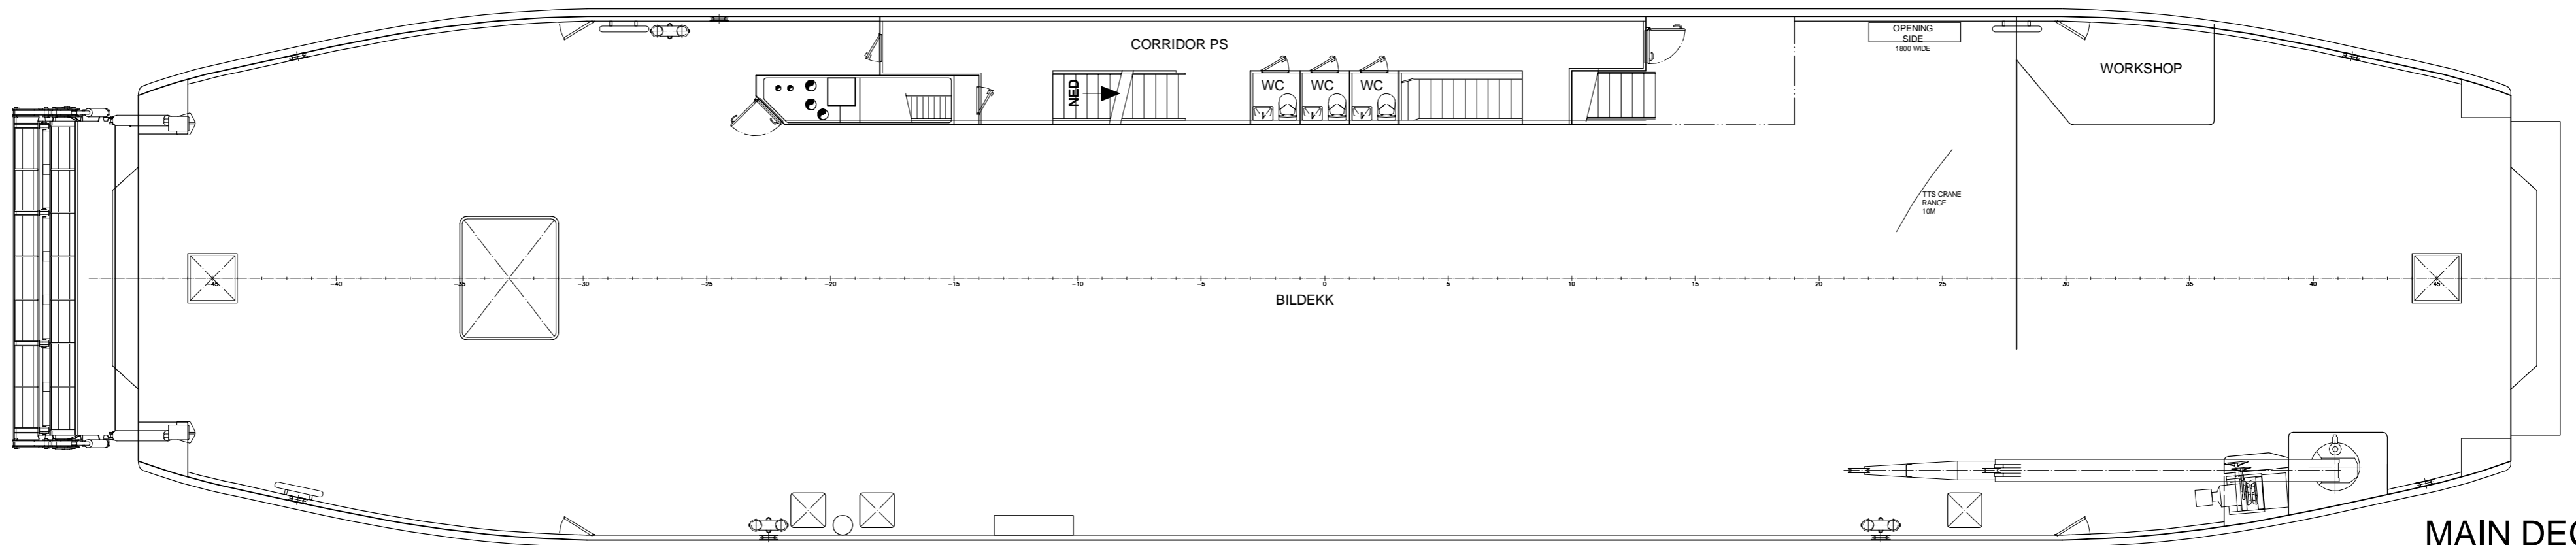 CORRIDOR PS
OPENING
SIDE
1800 WIDE
WORKSHOP
NED
WC
WC
WC
TTS CRANE
RANGE
10M
-45
-40
-35
-30
-25
-20
-15
-10
-5
0
5
10
15
20
25
30
35
40
45
BILDEKK
MAIN DEC